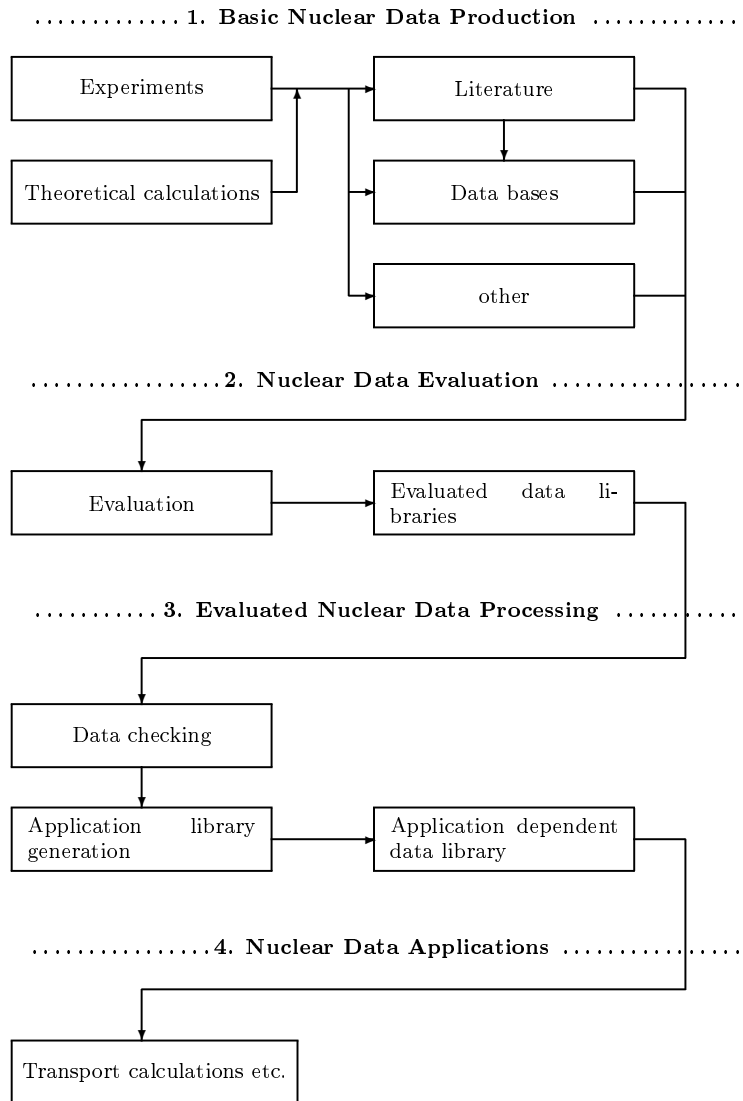 . . . . . . . . . . . . . 1. Basic Nuclear Data Production . . . . . . . . . . . . .
Experiments
Literature
Theoretical calculations
Data bases
other
. . . . . . . . . . . . . . . . . 2. Nuclear Data Evaluation . . . . . . . . . . . . . . . . .
Evaluation
Evaluated data li-
braries
. . . . . . . . . . . 3. Evaluated Nuclear Data Processing . . . . . . . . . . .
Data checking
Application library
generation
Application dependent
data library
. . . . . . . . . . . . . . . . 4. Nuclear Data Applications . . . . . . . . . . . . . . . .
Transport calculations etc.